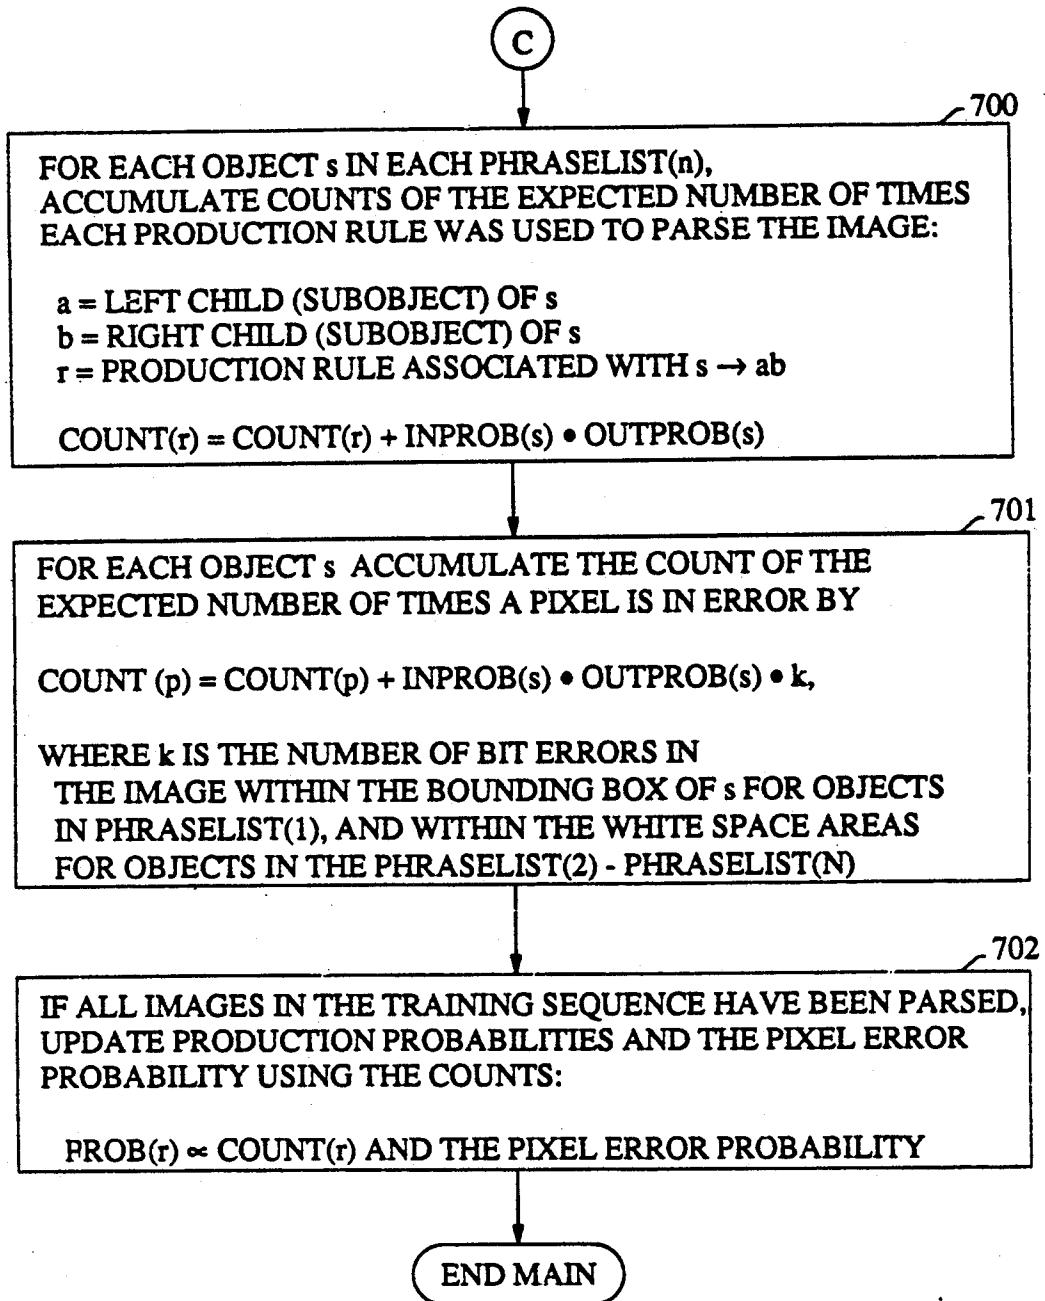 C
700
FOR EACH OBJECT s IN EACH PHRASELIST(n),
ACCUMULATE COUNTS OF THE EXPECTED NUMBER OF TIMES
EACH PRODUCTION RULE WAS USED TO PARSE THE IMAGE:
a = LEFT CHILD (SUBOBJECT) OF s
b = RIGHT CHILD (SUBOBJECT) OF s
r = PRODUCTION RULE ASSOCIATED WITH s → ab
COUNT(r) = COUNT(r) + INPROB(s) • OUTPROB(s)
701
FOR EACH OBJECT s ACCUMULATE THE COUNT OF THE
EXPECTED NUMBER OF TIMES A PIXEL IS IN ERROR BY
COUNT (p) = COUNT(p) + INPROB(s) • OUTPROB(s) • k,
WHERE k IS THE NUMBER OF BIT ERRORS IN
THE IMAGE WITHIN THE BOUNDING BOX OF s FOR OBJECTS
IN PHRASELIST(1), AND WITHIN THE WHITE SPACE AREAS
FOR OBJECTS IN THE PHRASELIST(2) - PHRASELIST(N)
702
IF ALL IMAGES IN THE TRAINING SEQUENCE HAVE BEEN PARSED,
UPDATE PRODUCTION PROBABILITIES AND THE PIXEL ERROR
PROBABILITY USING THE COUNTS:
PROB(r) ∝ COUNT(r) AND THE PIXEL ERROR PROBABILITY
END MAIN